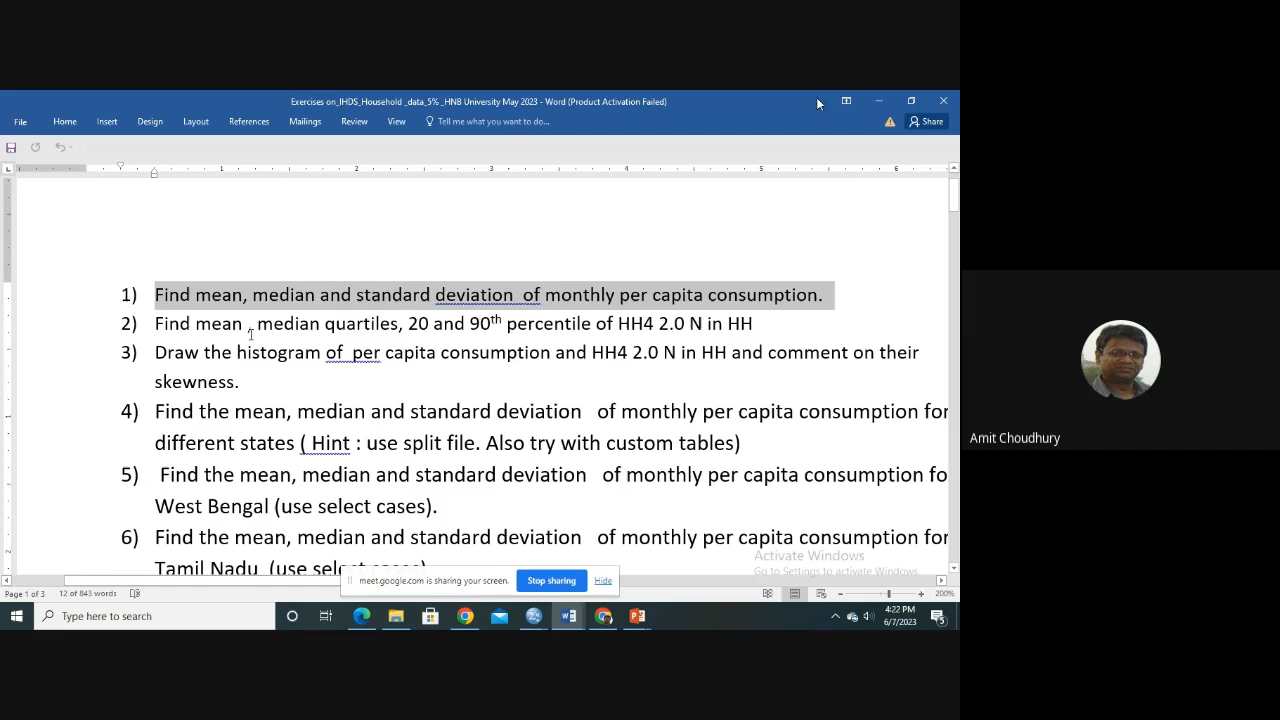 Exercises on_IHDS_Household _data_5% _HNB University May 2023 - Word (Product Activation Failed)
File Home Insert Design Layout References Mailings Review View Tell me what you want to do... Share
1 2 3 4 5 6
1) Find mean, median and standard deviation of monthly per capita consumption.
2) Find mean , median quartiles, 20 and 90th percentile of HH4 2.0 N in HH
3) Draw the histogram of per capita consumption and HH4 2.0 N in HH and comment on their
skewness.
4) Find the mean, median and standard deviation of monthly per capita consumption for
different states ( Hint : use split file. Also try with custom tables)
5) Find the mean, median and standard deviation of monthly per capita consumption fo
West Bengal (use select cases).
6) Find the mean, median and standard deviation of monthly per capita consumption for
Tamil Nadu (use select cases)
Activate Windows
Go to Settings to activate Windows.
meet.google.com is sharing your screen. Stop sharing Hide
Page 1 of 3 12 of 843 words 200%
Type here to search
4:22 PM
6/7/2023
5
Amit Choudhury